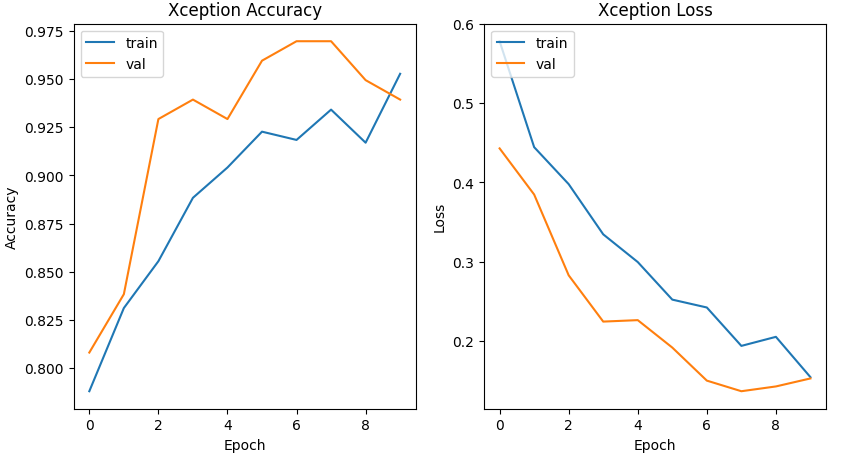 Xception Accuracy
train
val
0.975
0.950
0.925
0.900
0.875
0.850
0.825
0.800
Accuracy
0 2 4 6 8
Epoch
Xception Loss
train
val
0.6
0.5
0.4
0.3
0.2
Loss
0 2 4 6 8
Epoch